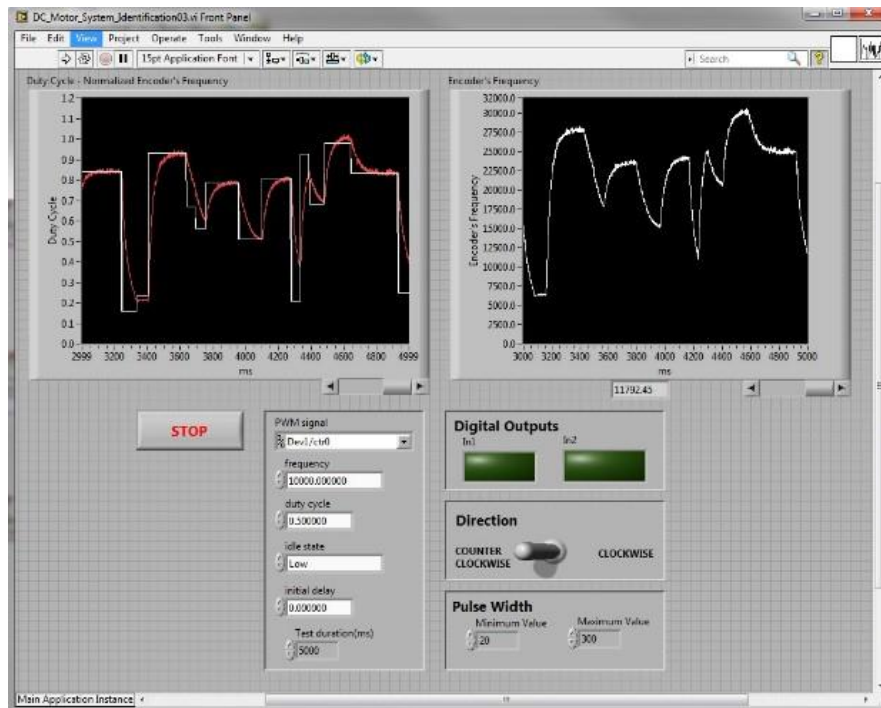 DC_Motor_System_Identification03.vi Front Panel
File Edit View Project Operate Tools Window Help
15pt Application Font
Search
Duty Cycle - Normalized Encoder's Frequency
Duty Cycle
1.2
1.1
1.0
0.9
0.8
0.7
0.6
0.5
0.4
0.3
0.2
0.1
0.0
2999 3200 3400 3600 3800 4000 4200 4400 4600 4800 4999
ms
Encoder's Frequency
Encoder's Frequency
32000.0
30000.0
27500.0
25000.0
22500.0
20000.0
17500.0
15000.0
12500.0
10000.0
7500.0
5000.0
2500.0
0.0
3000 3200 3400 3600 3800 4000 4200 4400 4600 4800 5000
ms
11792.45
STOP
PWM signal
Dev1/ctr0
frequency
10000.000000
duty cycle
0.500000
idle state
Low
initial delay
0.000000
Test duration(ms)
5000
Digital Outputs
In1 In2
Direction
COUNTER
CLOCKWISE
CLOCKWISE
Pulse Width
Minimum Value Maximum Value
20 300
Main Application Instance